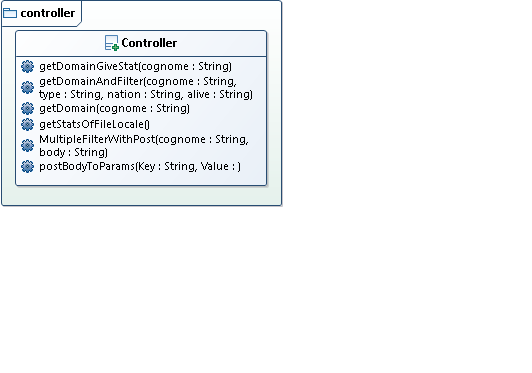 controller
Controller
getDomainGiveStat(cognome : String)
getDomainAndFilter(cognome : String,
type : String, nation : String, alive : String)
getDomain(cognome : String)
getStatsOfFileLocale()
MultipleFilterWithPost(cognome : String,
body : String)
postBodyToParams(Key : String, Value : )